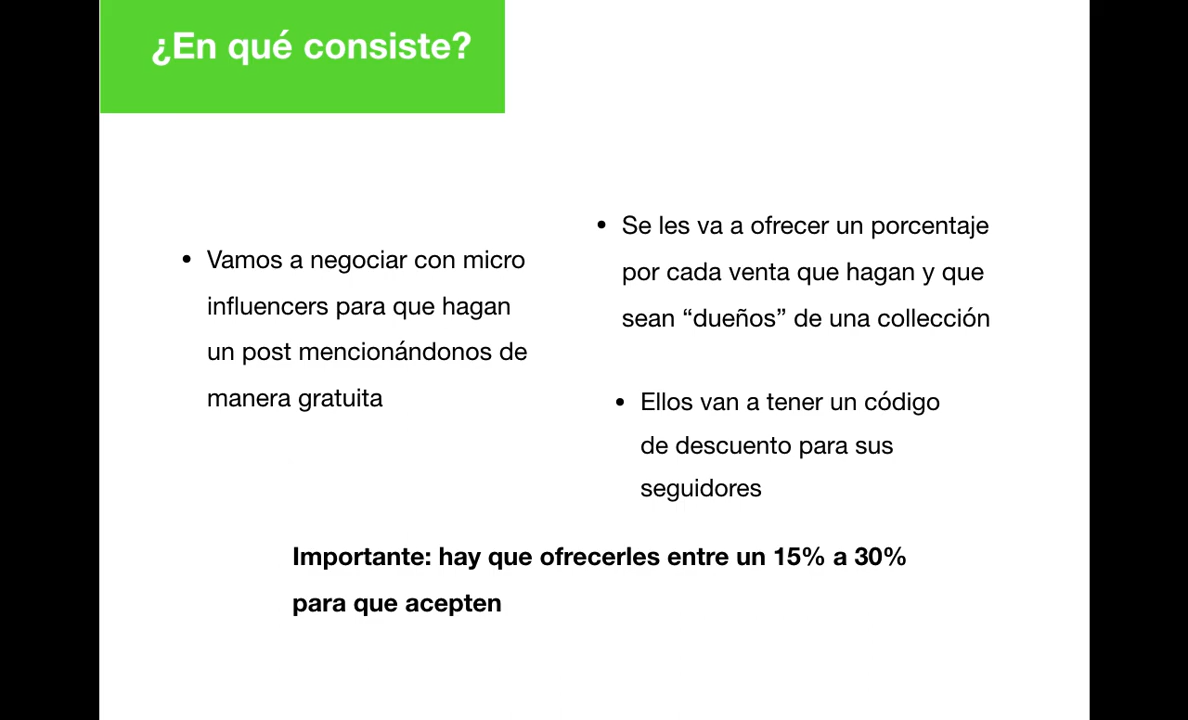 ¿En qué consiste?
• Vamos a negociar con micro
influencers para que hagan
un post mencionándonos de
manera gratuita
• Se les va a ofrecer un porcentaje
por cada venta que hagan y que
sean “dueños” de una collección
• Ellos van a tener un código
de descuento para sus
seguidores
Importante: hay que ofrecerles entre un 15% a 30%
para que acepten